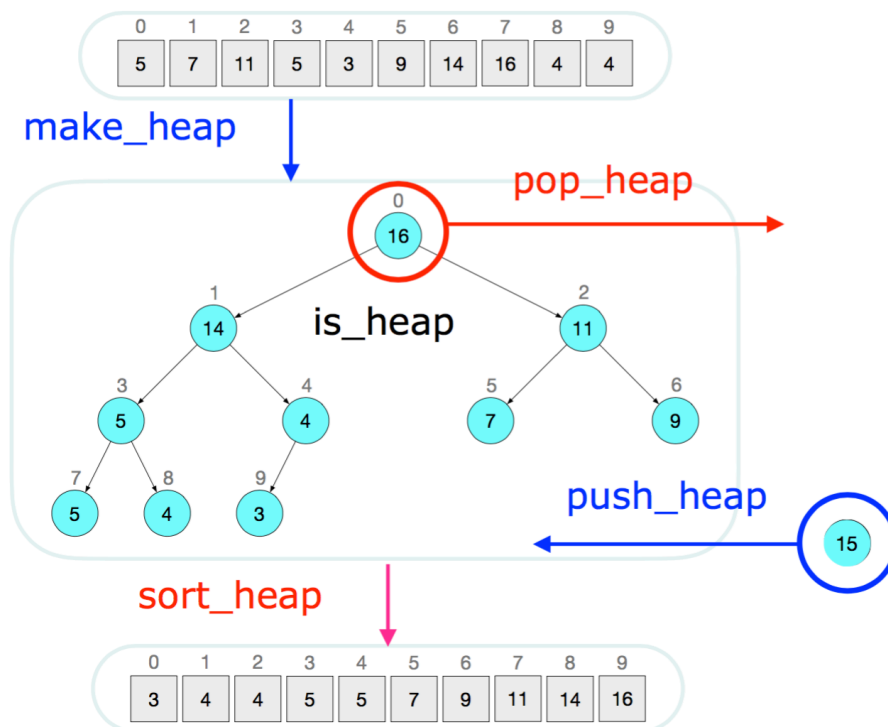 0 1 2 3 4 5 6 7 8 9
5 7 11 5 3 9 14 16 4 4
make_heap
pop_heap
0
16
1 2
14 is_heap 11
3 4 5 6
5 4 7 9
7 8 9
5 4 3
push_heap
15
sort_heap
0 1 2 3 4 5 6 7 8 9
3 4 4 5 5 7 9 11 14 16